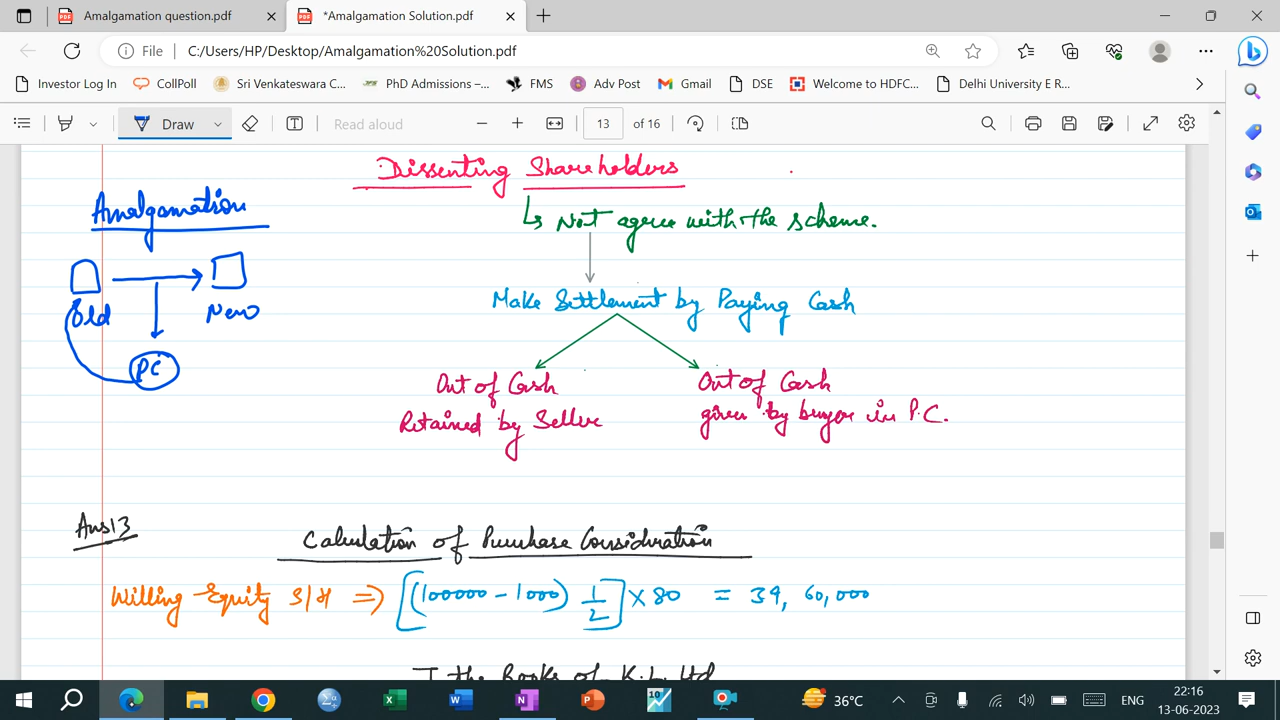 Amalgamation question.pdf
*Amalgamation Solution.pdf
File
C:/Users/HP/Desktop/Amalgamation%20Solution.pdf
Investor Log In
CollPoll
Sri Venkateswara C...
PhD Admissions –...
FMS
Adv Post
Gmail
DSE
Welcome to HDFC...
Delhi University E R...
Draw
Read aloud
13 of 16
Dissenting Shareholders
Not agree with the scheme.
Amalgamation
Old
New
PC
Make Settlement by Paying Cash
Out of Cash
Retained by Seller
Out of Cash
given by buyer in P.C.
Ans13
Calculation of Purchase Consideration
Willing Equity S/H ⇒ [(100000 - 1000) 1/2] × 80 = 39, 60,000
the Books of K.L. Ltd
36°C
ENG
22:16
13-06-2023